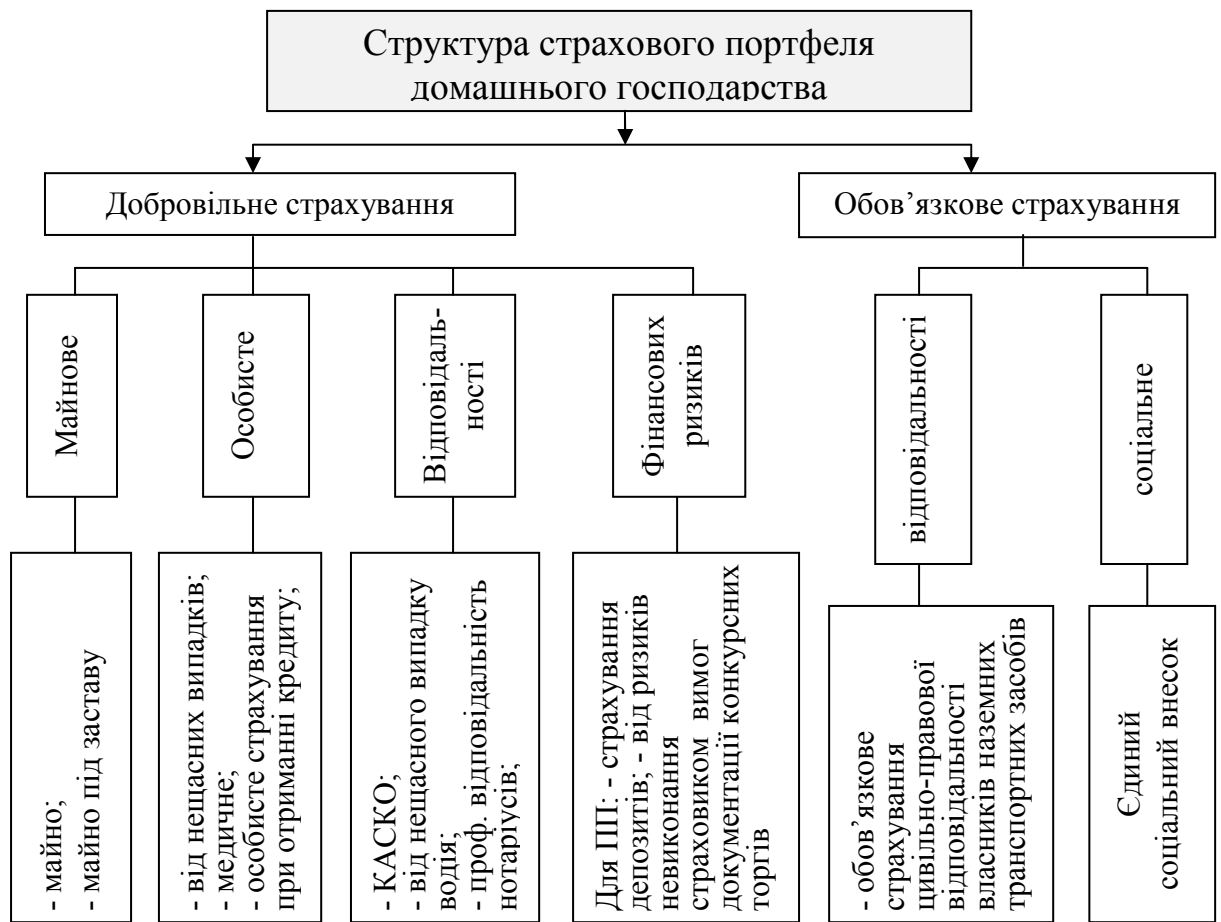 Структура страхового портфеля
домашнього господарства
Добровільне страхування
Обов’язкове страхування
Майнове
Особисте
Відповідаль-
ності
Фінансових
ризиків
відповідальності
соціальне
- майно;
- майно під заставу
- від нещасних випадків;
- медичне;
- особисте страхування
при отриманні кредиту;
- КАСКО;
- від нещасного випадку
водія;
- проф. відповідальність
нотаріусів;
Для ПП: - страхування
депозитів; - від ризиків
невиконання
страховиком вимог
документації конкурсних
торгів
- обов’язкове
страхування
цивільно-правової
відповідальності
власників наземних
транспортних засобів
Єдиний
соціальний внесок